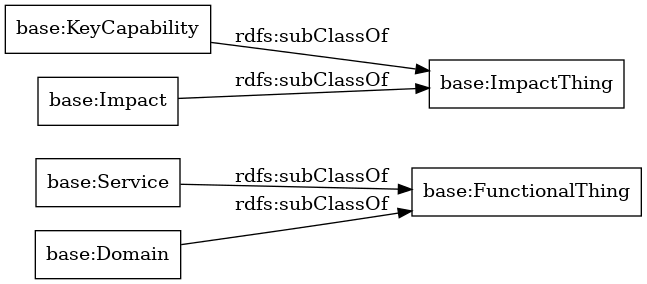 base:KeyCapability
rdfs:subClassOf
base:ImpactThing
base:Impact
rdfs:subClassOf
base:Service
rdfs:subClassOf
base:FunctionalThing
base:Domain
rdfs:subClassOf